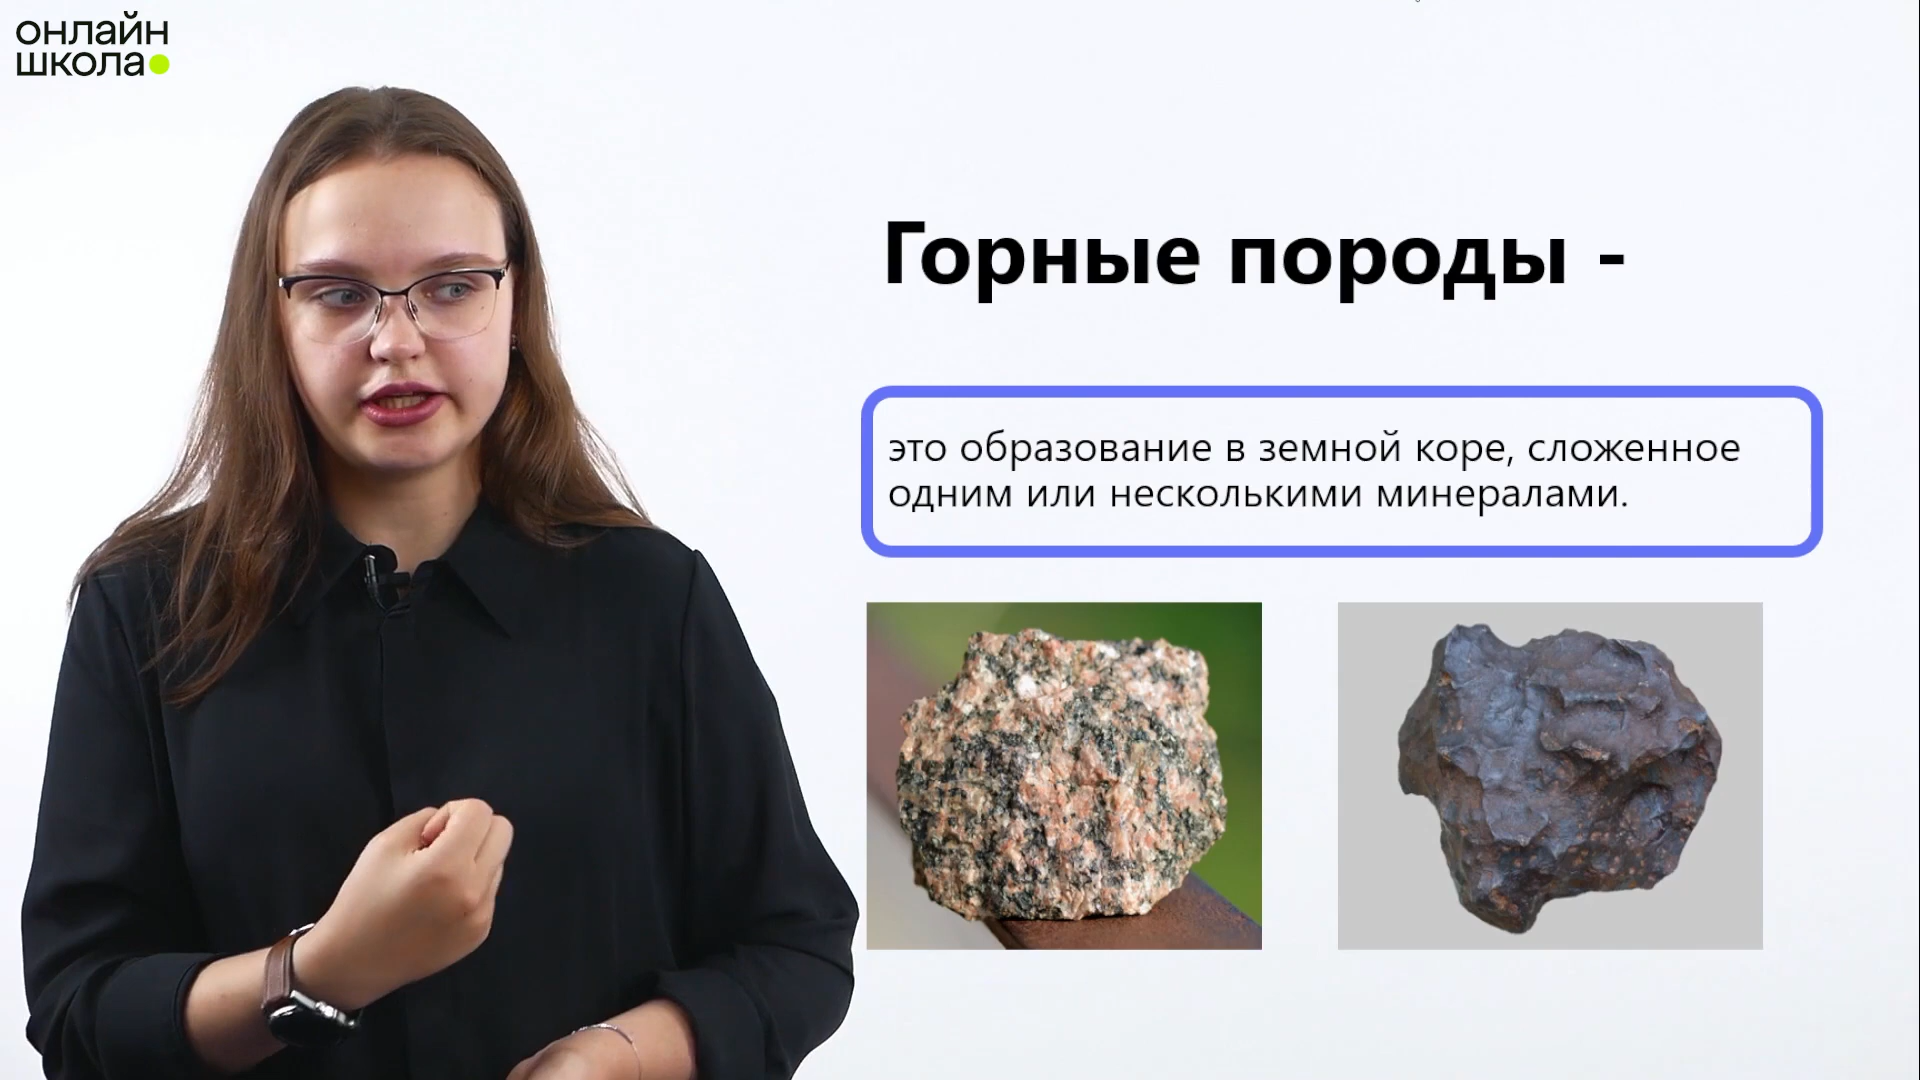 онлайн
школа
Горные породы -
это образование в земной коре, сложенное
одним или несколькими минералами.